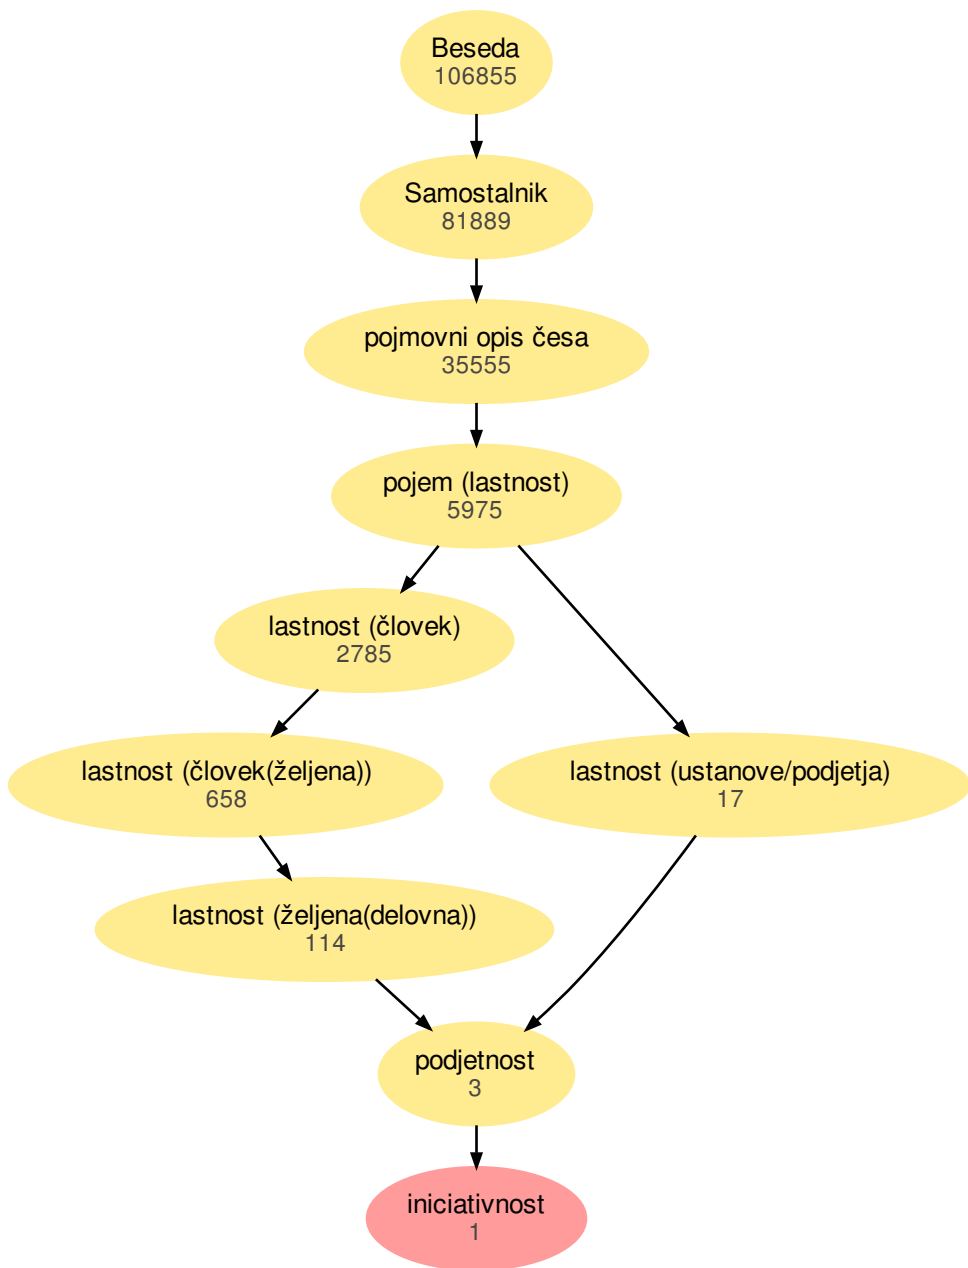 Beseda
106855
Samostalnik
81889
pojmovni opis česa
35555
pojem (lastnost)
5975
lastnost (človek)
2785
lastnost (človek(željena))
658
lastnost (ustanove/podjetja)
17
lastnost (željena(delovna))
114
podjetnost
3
iniciativnost
1